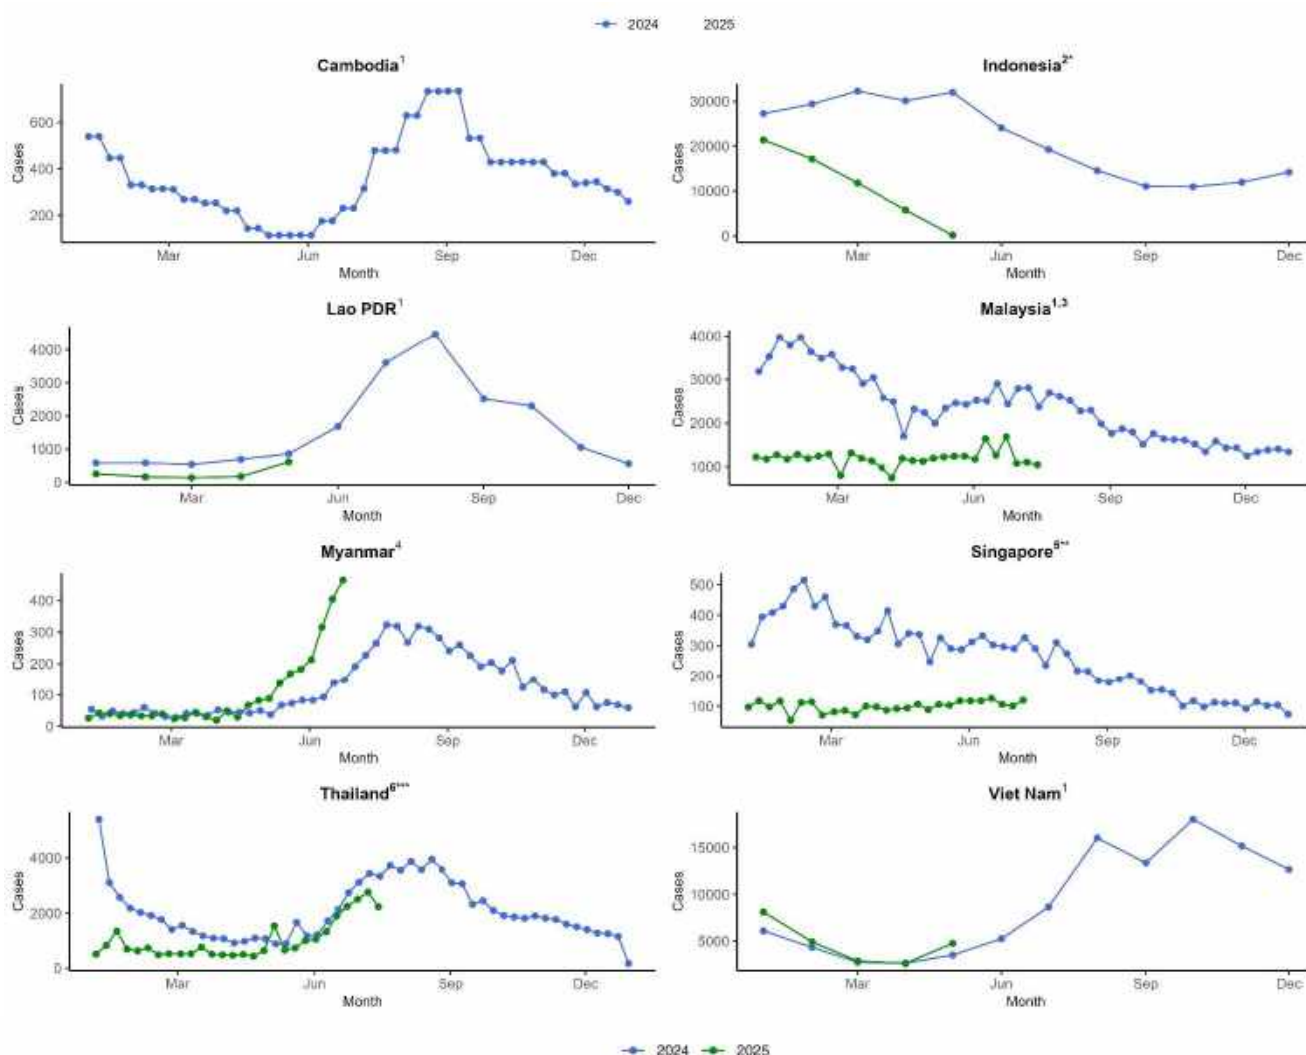 2024 2025
Cambodia¹
Cases
600
400
200
Mar Jun Sep Dec
Month
Indonesia²*
Cases
30000
20000
10000
0
Mar Jun Sep Dec
Month
Lao PDR¹
Cases
4000
3000
2000
1000
0
Mar Jun Sep Dec
Month
Malaysia¹,³
Cases
4000
3000
2000
1000
Mar Jun Sep Dec
Month
Myanmar⁴
Cases
400
300
200
100
0
Mar Jun Sep Dec
Month
Singapore⁵**
Cases
500
400
300
200
100
Mar Jun Sep Dec
Month
Thailand⁶***
Cases
4000
2000
0
Mar Jun Sep Dec
Month
Viet Nam¹
Cases
15000
10000
5000
Mar Jun Sep Dec
Month
2024 2025